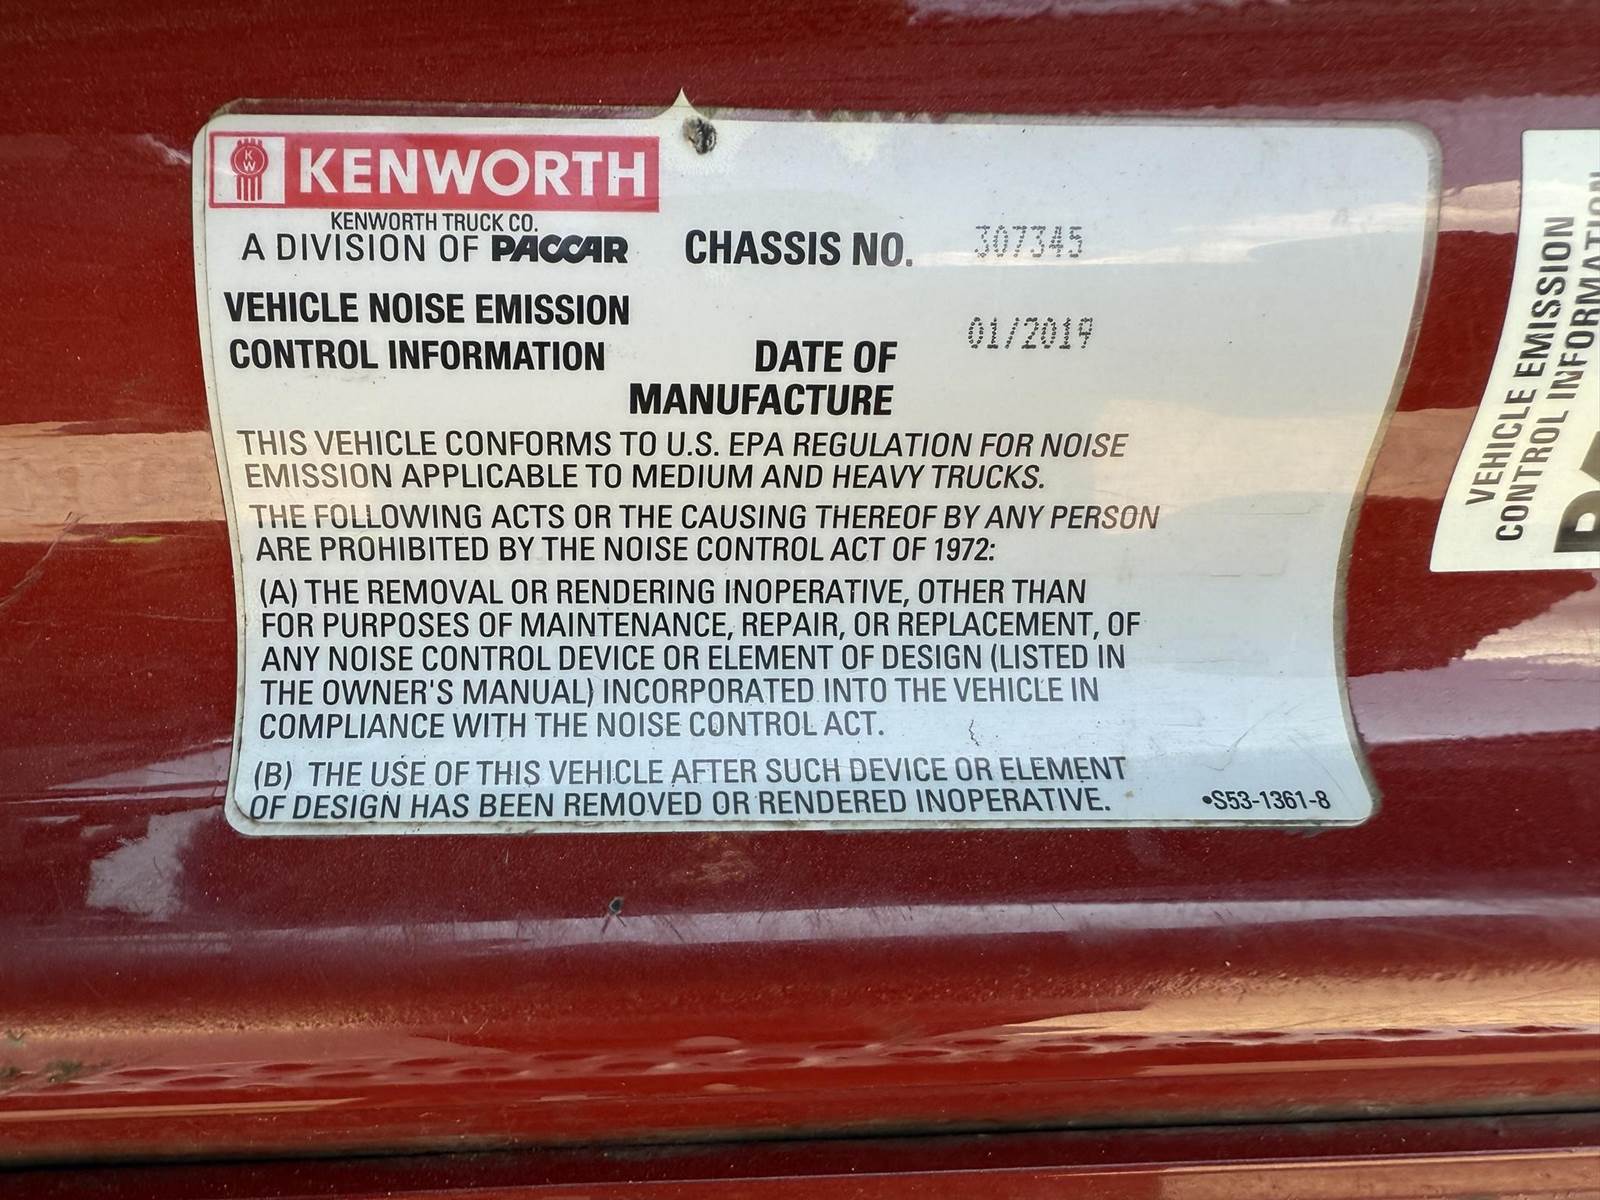 KW KENWORTH
KENWORTH TRUCK CO.
A DIVISION OF PACCAR
CHASSIS NO. 307345
VEHICLE NOISE EMISSION
CONTROL INFORMATION
DATE OF 01/2019
MANUFACTURE
THIS VEHICLE CONFORMS TO U.S. EPA REGULATION FOR NOISE
EMISSION APPLICABLE TO MEDIUM AND HEAVY TRUCKS.
THE FOLLOWING ACTS OR THE CAUSING THEREOF BY ANY PERSON
ARE PROHIBITED BY THE NOISE CONTROL ACT OF 1972:
(A) THE REMOVAL OR RENDERING INOPERATIVE, OTHER THAN
FOR PURPOSES OF MAINTENANCE, REPAIR, OR REPLACEMENT, OF
ANY NOISE CONTROL DEVICE OR ELEMENT OF DESIGN (LISTED IN
THE OWNER'S MANUAL) INCORPORATED INTO THE VEHICLE IN
COMPLIANCE WITH THE NOISE CONTROL ACT.
(B) THE USE OF THIS VEHICLE AFTER SUCH DEVICE OR ELEMENT
OF DESIGN HAS BEEN REMOVED OR RENDERED INOPERATIVE.
•S53-1361-8
VEHICLE EMISSION
CONTROL INFORMATION